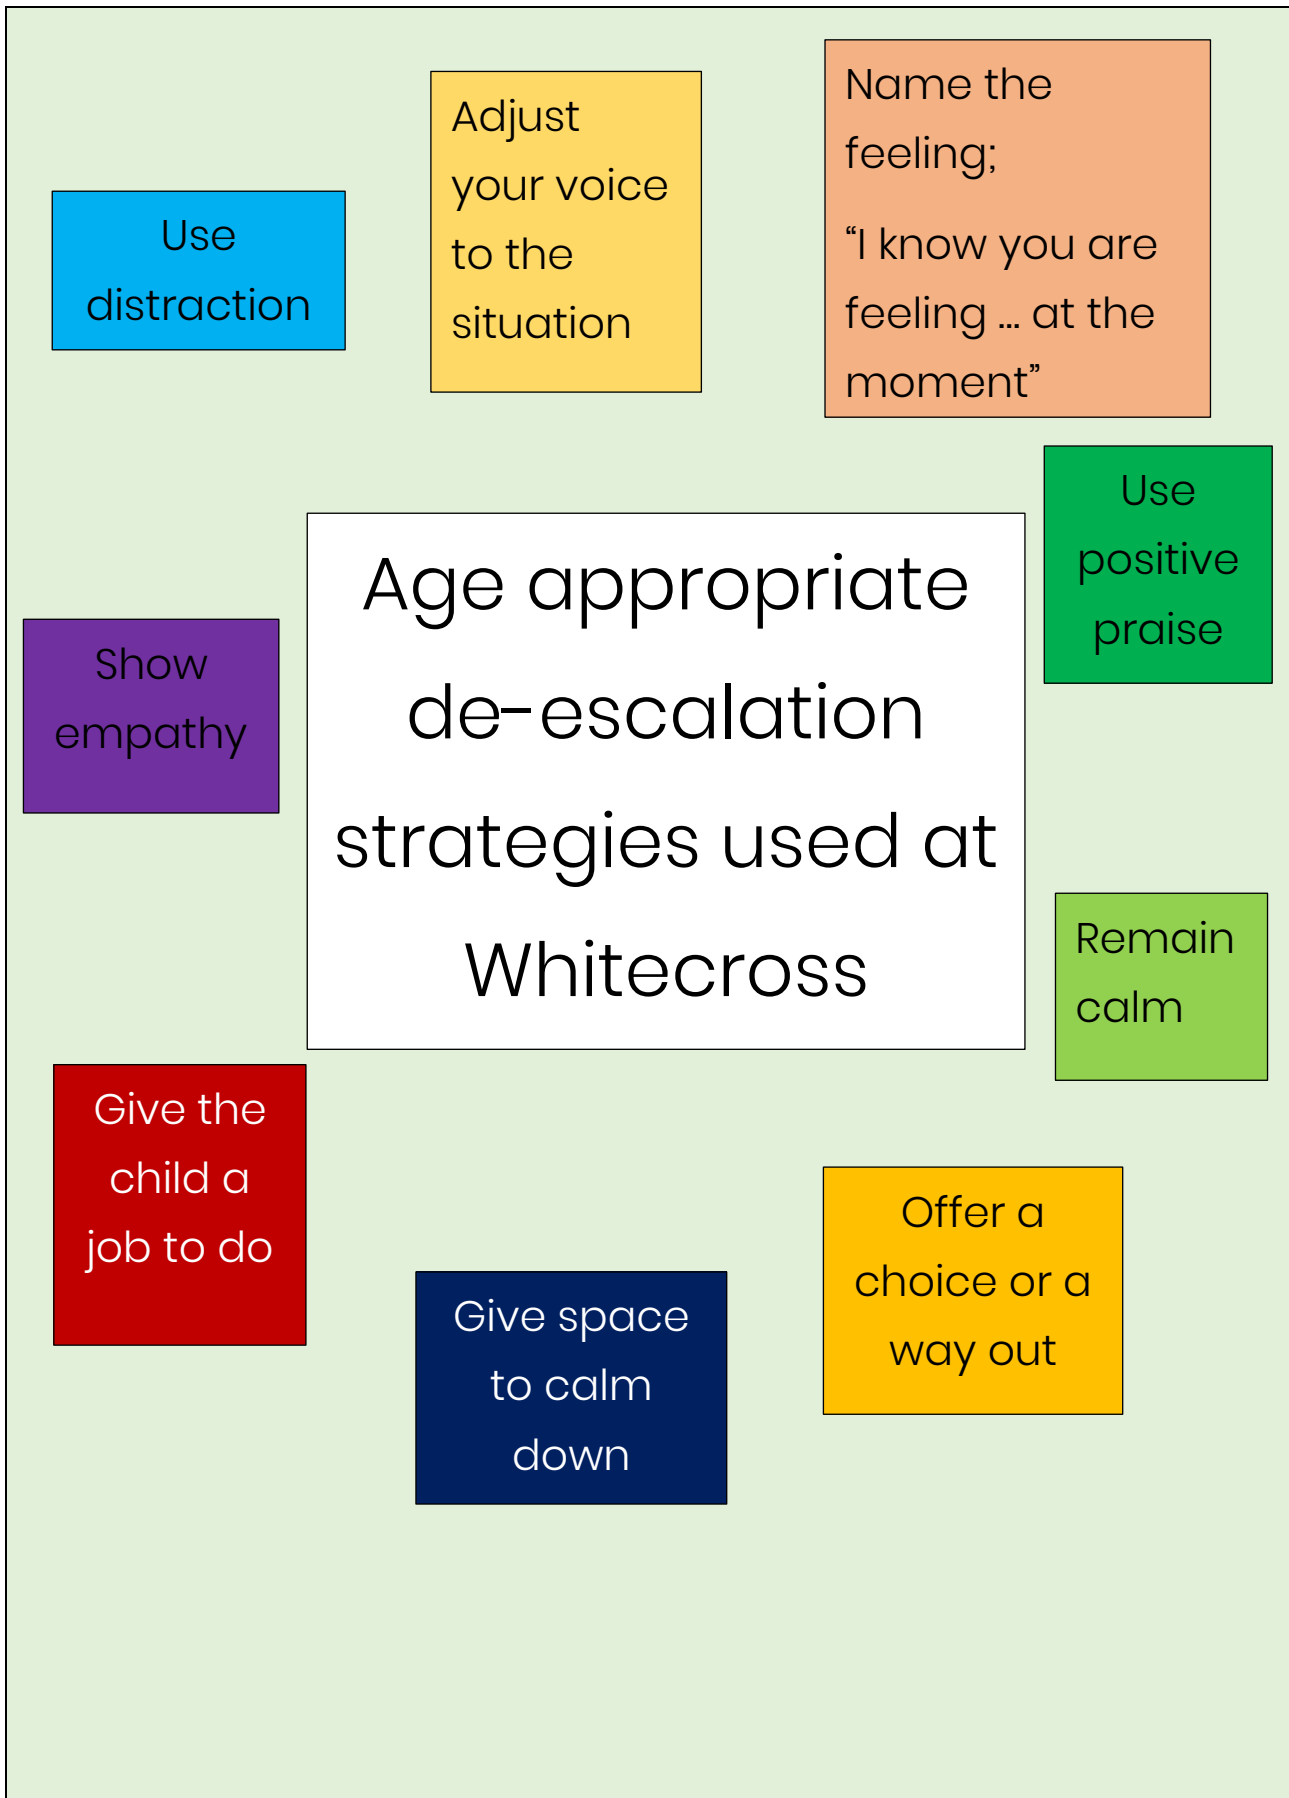 Use
distraction
Adjust
your voice
to the
situation
Name the
feeling;
“I know you are
feeling … at the
moment”
Use
positive
praise
Age appropriate
de-escalation
strategies used at
Whitecross
Show
empathy
Remain
calm
Give the
child a
job to do
Give space
to calm
down
Offer a
choice or a
way out